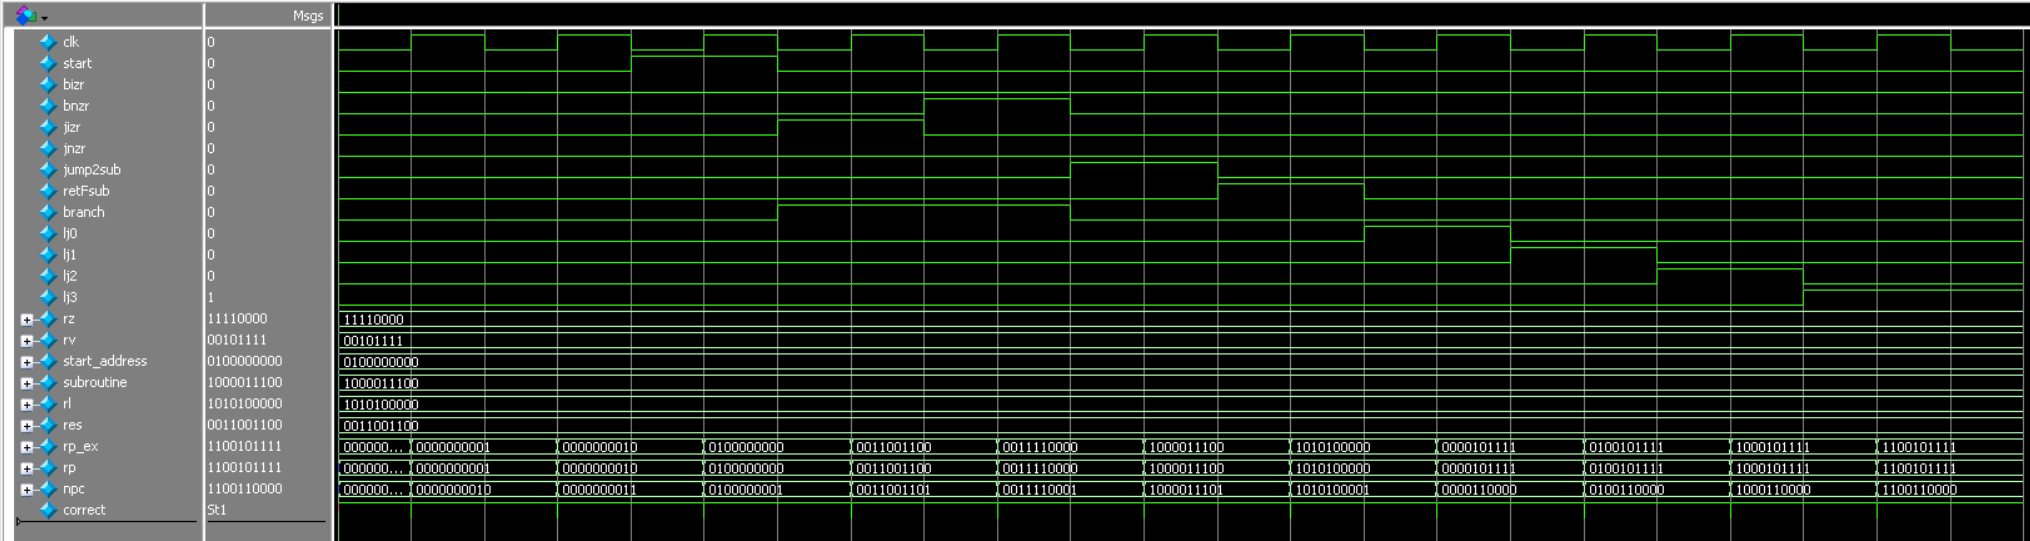 Msgs
clk 0
start 0
bizr 0
bnzr 0
jizr 0
jnzr 0
jump2sub 0
retFsub 0
branch 0
lj0 0
lj1 0
lj2 0
lj3 1
rz 11110000 11110000
rv 00101111 00101111
start_address 0100000000 0100000000
subroutine 1000011100 1000011100
rl 1010100000 1010100000
res 0011001100 0011001100
rp_ex 1100101111 000000... 0000000001 0000000010 0100000000 0011001100 0011110000 1000011100 1010100000 0000101111 0100101111 1000101111 1100101111
rp 1100101111 000000... 0000000001 0000000010 0100000000 0011001100 0011110000 1000011100 1010100000 0000101111 0100101111 1000101111 1100101111
npc 1100110000 000000... 0000000010 0000000011 0100000001 0011001101 0011110001 1000011101 1010100001 0000110000 0100110000 1000110000 1100110000
correct St1